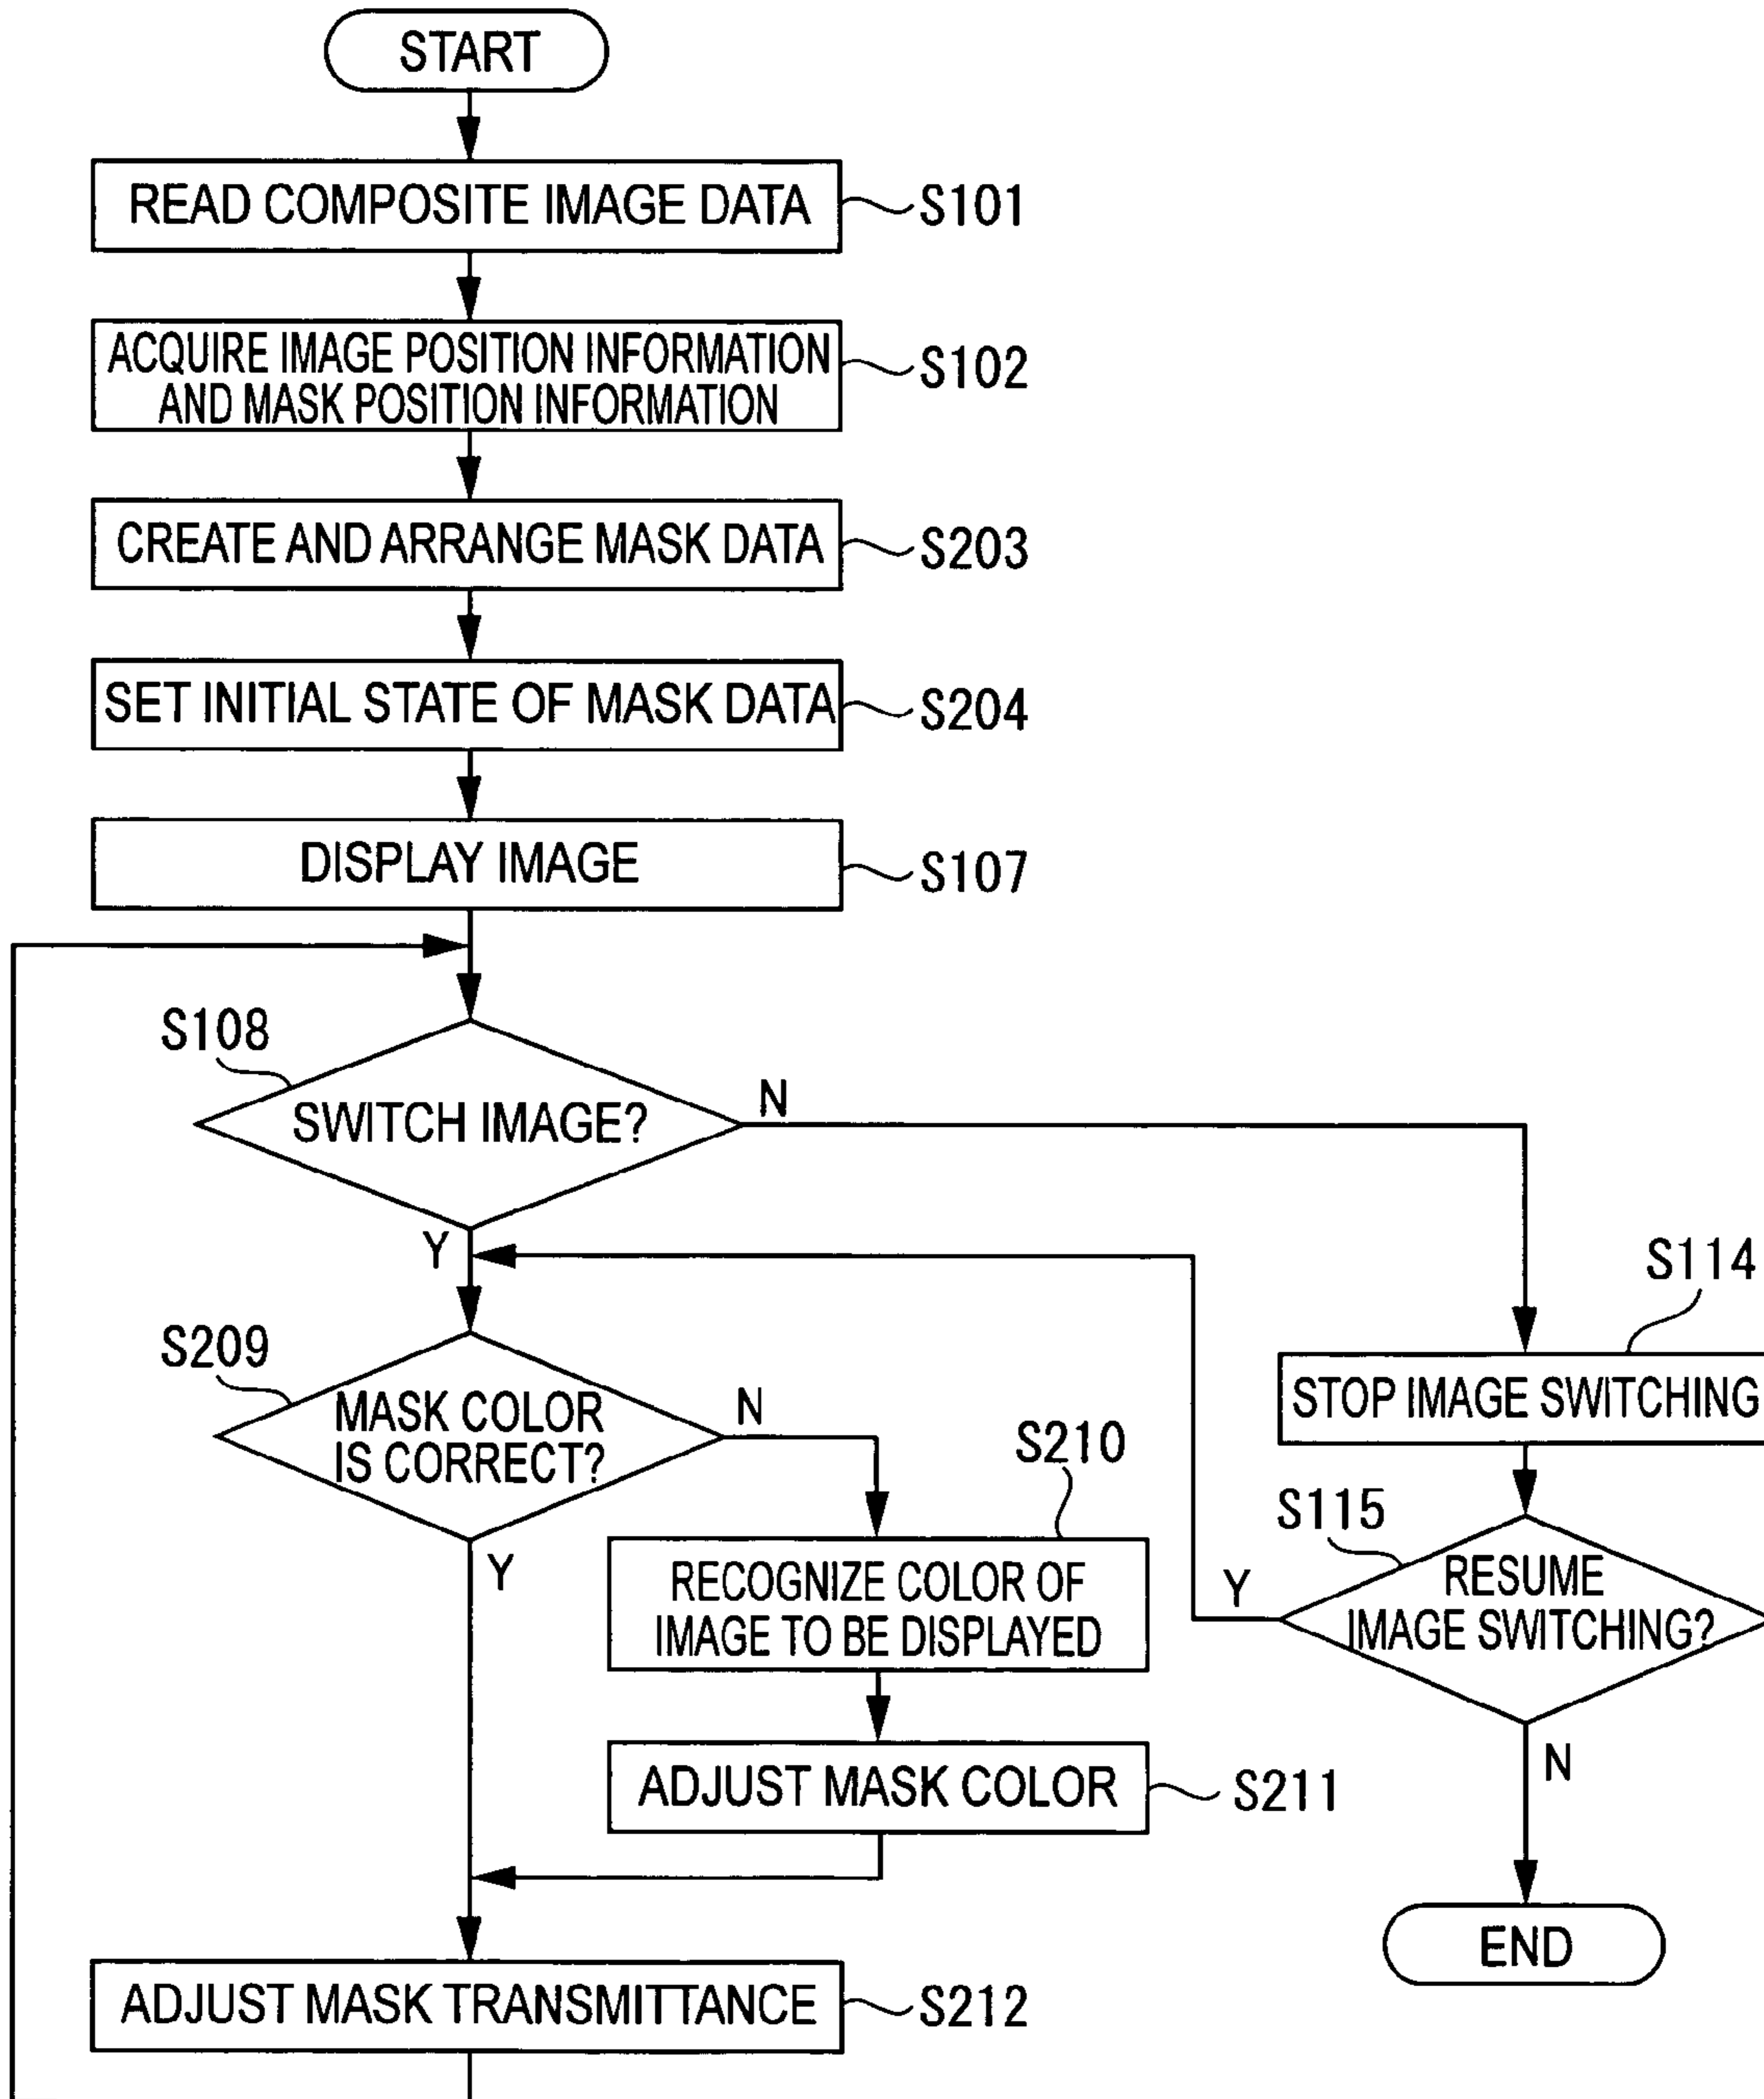 START
READ COMPOSITE IMAGE DATA
S101
ACQUIRE IMAGE POSITION INFORMATION
AND MASK POSITION INFORMATION
S102
CREATE AND ARRANGE MASK DATA
S203
SET INITIAL STATE OF MASK DATA
S204
DISPLAY IMAGE
S107
S108
SWITCH IMAGE?
N
Y
S114
STOP IMAGE SWITCHING
S209
MASK COLOR
IS CORRECT?
N
Y
S210
RECOGNIZE COLOR OF
IMAGE TO BE DISPLAYED
S115
RESUME
IMAGE SWITCHING?
Y
N
ADJUST MASK COLOR
S211
END
ADJUST MASK TRANSMITTANCE
S212